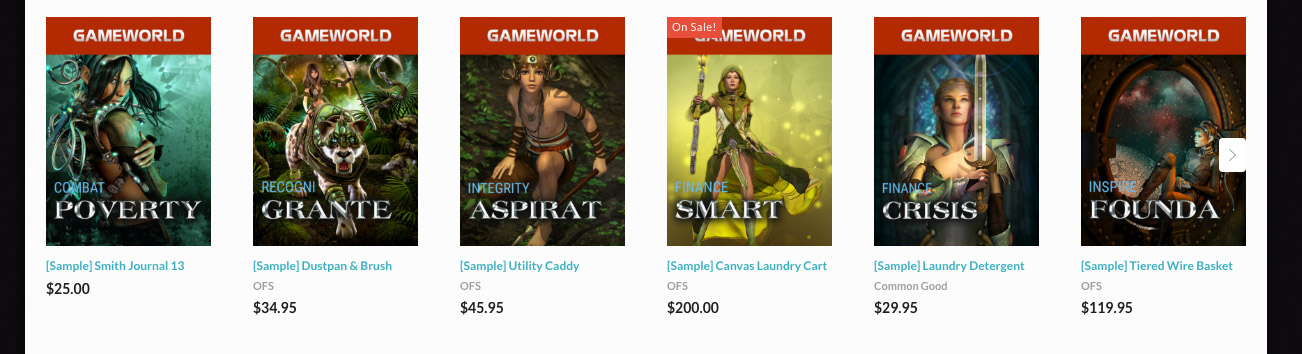 GAMEWORLD
COMBAT
POVERTY
[Sample] Smith Journal 13
$25.00
GAMEWORLD
RECOGNI
GRANTE
[Sample] Dustpan & Brush
OFS
$34.95
GAMEWORLD
INTEGRITY
ASPIRAT
[Sample] Utility Caddy
OFS
$45.95
On Sale!
GAMEWORLD
FINANCE
SMART
[Sample] Canvas Laundry Cart
OFS
$200.00
GAMEWORLD
FINANCE
CRISIS
[Sample] Laundry Detergent
Common Good
$29.95
GAMEWORLD
INSPIRE
FOUNDA
[Sample] Tiered Wire Basket
OFS
$119.95